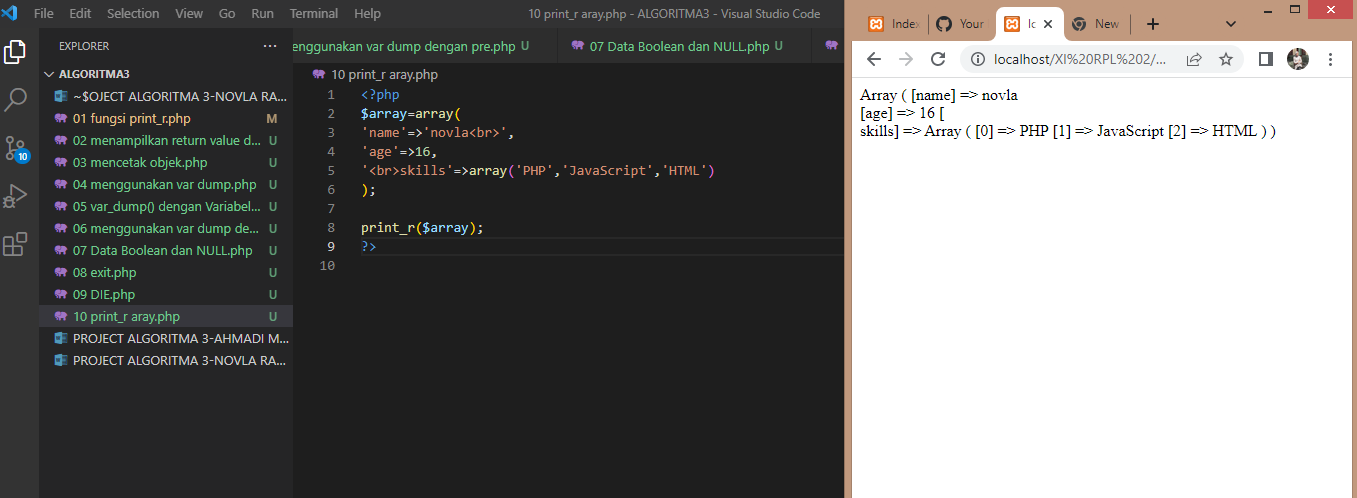 File Edit Selection View Go Run Terminal Help 10 print_r aray.php - ALGORITMA3 - Visual Studio Code
EXPLORER ···
ALGORITMA3
~$OJECT ALGORITMA 3-NOVLA RA...
01 fungsi print_r.php M
02 menampilkan return value d... U
03 mencetak objek.php U
04 menggunakan var dump.php U
05 var_dump() dengan Variabel... U
06 menggunakan var dump de... U
07 Data Boolean dan NULL.php U
08 exit.php U
09 DIE.php U
10 print_r aray.php U
PROJECT ALGORITMA 3-AHMADI M...
PROJECT ALGORITMA 3-NOVLA RA...
10
enggunakan var dump dengan pre.php U 07 Data Boolean dan NULL.php U
10 print_r aray.php
1 <?php
2 $array=array(
3 'name'=>'novla<br>',
4 'age'=>16,
5 '<br>skills'=>array('PHP','JavaScript','HTML')
6 );
7
8 print_r($array);
9 ?>
10
Index Your lo New
localhost/XI%20RPL%202/...
Array ( [name] => novla
[age] => 16 [
skills] => Array ( [0] => PHP [1] => JavaScript [2] => HTML ) )